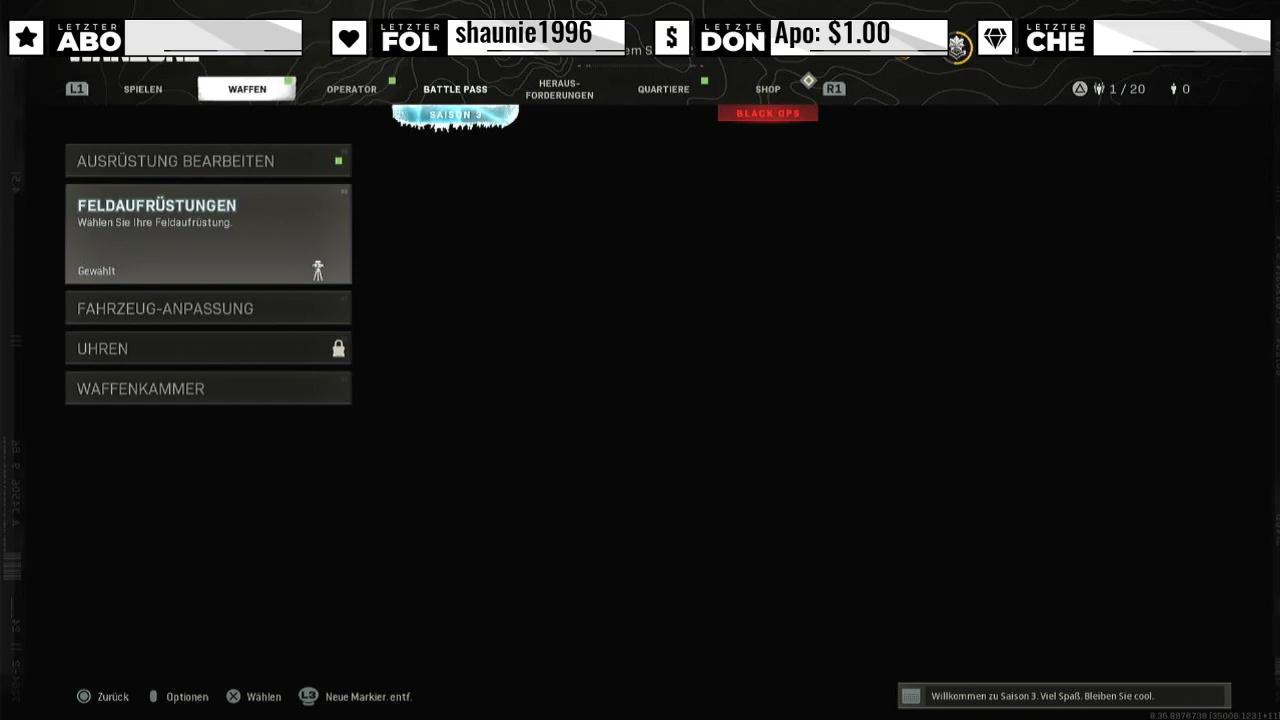 LETZTER
ABO
LETZTER
FOL
shaunie1996
LETZTE
DON
Apo: $1.00
LETZTER
CHE
WARZONE
L1
SPIELEN
WAFFEN
OPERATOR
BATTLE PASS
HERAUS-
FORDERUNGEN
QUARTIERE
SHOP
R1
1 / 20
0
SAISON 3
BLACK OPS
AUSRÜSTUNG BEARBEITEN
FELDAUFRÜSTUNGEN
Wählen Sie Ihre Feldaufrüstung.
Gewählt
FAHRZEUG-ANPASSUNG
UHREN
WAFFENKAMMER
Zurück
Optionen
Wählen
L3
Neue Markier. entf.
Willkommen zu Saison 3. Viel Spaß. Bleiben Sie cool.